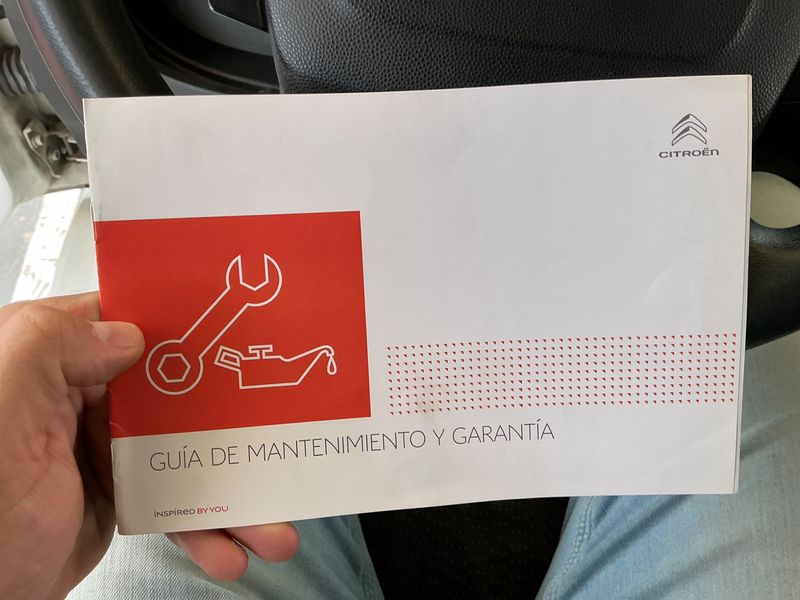 CITROËN
GUÍA DE MANTENIMIENTO Y GARANTÍA
INSPIRED BY YOU